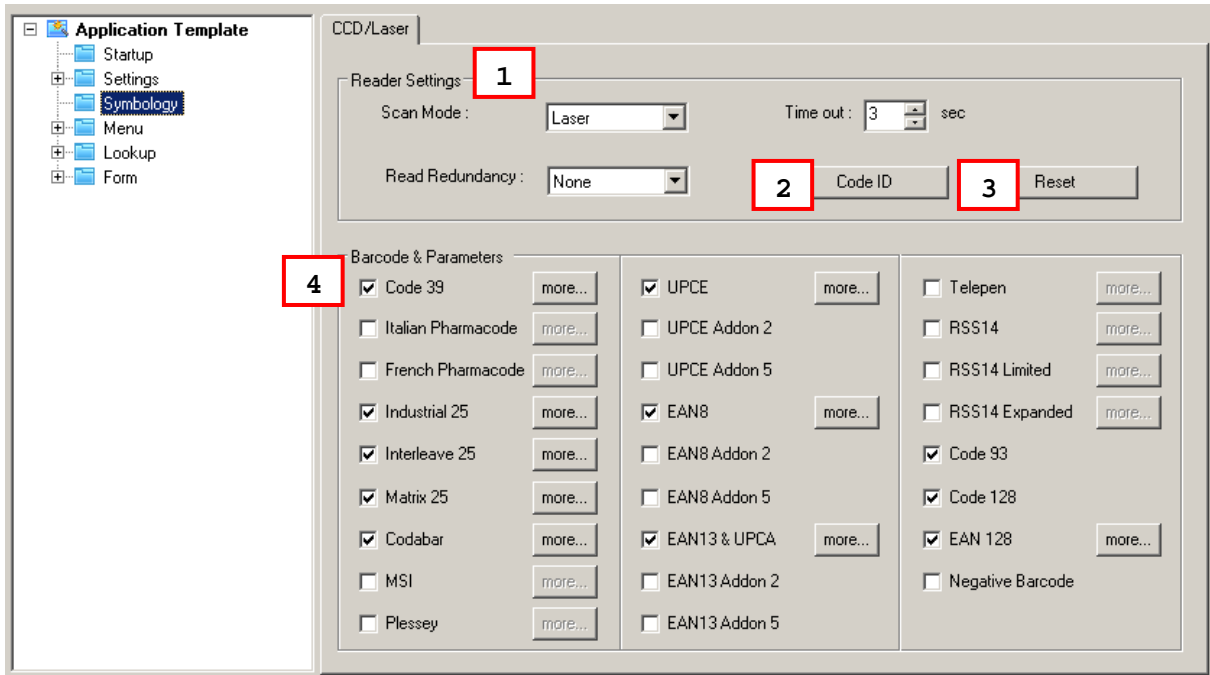 Application Template
Startup
Settings
Symbology
Menu
Lookup
Form
CCD/Laser
Reader Settings
1
Scan Mode :
Laser
Time out :
3
sec
Read Redundancy :
None
2
Code ID
3
Reset
Barcode & Parameters
4
Code 39
more...
Italian Pharmacode
more...
French Pharmacode
more...
Industrial 25
more...
Interleave 25
more...
Matrix 25
more...
Codabar
more...
MSI
more...
Plessey
more...
UPCE
more...
UPCE Addon 2
UPCE Addon 5
EAN8
more...
EAN8 Addon 2
EAN8 Addon 5
EAN13 & UPCA
more...
EAN13 Addon 2
EAN13 Addon 5
Telepen
more...
RSS14
more...
RSS14 Limited
more...
RSS14 Expanded
more...
Code 93
Code 128
EAN 128
more...
Negative Barcode